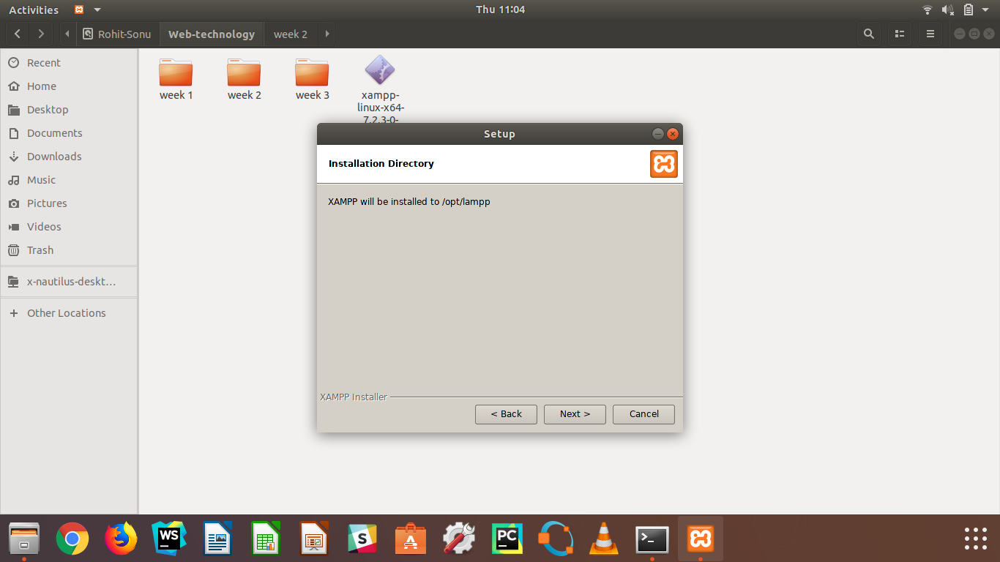 Activities
Thu 11:04
Rohit-Sonu
Web-technology
week 2
Recent
Home
Desktop
Documents
Downloads
Music
Pictures
Videos
Trash
x-nautilus-deskt…
Other Locations
week 1
week 2
week 3
xampp-
linux-x64-
7.2.3-0-
Setup
Installation Directory
XAMPP will be installed to /opt/lampp
XAMPP Installer
< Back
Next >
Cancel
WS
S
A
PC
>_